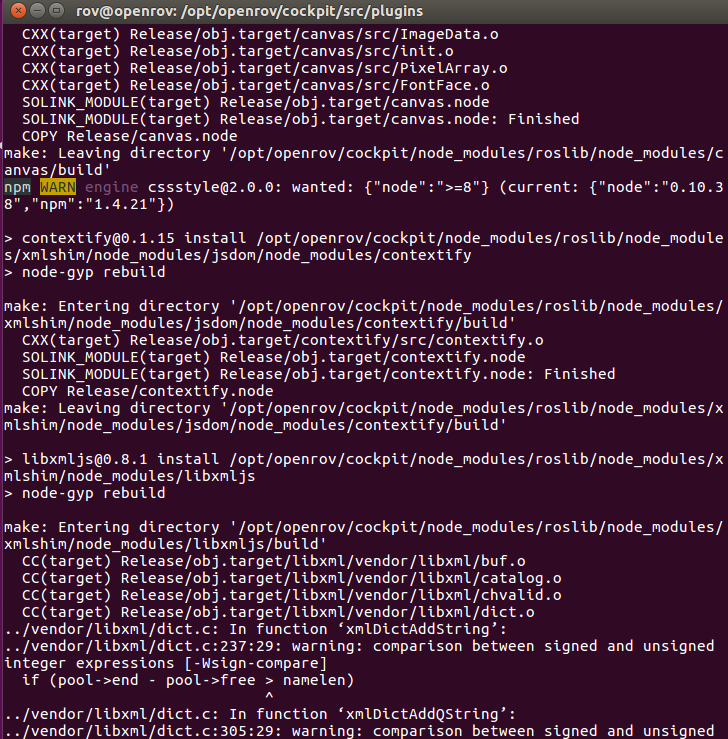 rov@openrov: /opt/openrov/cockpit/src/plugins
CXX(target) Release/obj.target/canvas/src/ImageData.o
CXX(target) Release/obj.target/canvas/src/init.o
CXX(target) Release/obj.target/canvas/src/PixelArray.o
CXX(target) Release/obj.target/canvas/src/FontFace.o
SOLINK_MODULE(target) Release/obj.target/canvas.node
SOLINK_MODULE(target) Release/obj.target/canvas.node: Finished
COPY Release/canvas.node
make: Leaving directory '/opt/openrov/cockpit/node_modules/roslib/node_modules/c
anvas/build'
npm WARN engine cssstyle@2.0.0: wanted: {"node":">=8"} (current: {"node":"0.10.3
8","npm":"1.4.21"})
> contextify@0.1.15 install /opt/openrov/cockpit/node_modules/roslib/node_module
s/xmlshim/node_modules/jsdom/node_modules/contextify
> node-gyp rebuild
make: Entering directory '/opt/openrov/cockpit/node_modules/roslib/node_modules/
xmlshim/node_modules/jsdom/node_modules/contextify/build'
CXX(target) Release/obj.target/contextify/src/contextify.o
SOLINK_MODULE(target) Release/obj.target/contextify.node
SOLINK_MODULE(target) Release/obj.target/contextify.node: Finished
COPY Release/contextify.node
make: Leaving directory '/opt/openrov/cockpit/node_modules/roslib/node_modules/x
mlshim/node_modules/jsdom/node_modules/contextify/build'
> libxmljs@0.8.1 install /opt/openrov/cockpit/node_modules/roslib/node_modules/x
mlshim/node_modules/libxmljs
> node-gyp rebuild
make: Entering directory '/opt/openrov/cockpit/node_modules/roslib/node_modules/
xmlshim/node_modules/libxmljs/build'
CC(target) Release/obj.target/libxml/vendor/libxml/buf.o
CC(target) Release/obj.target/libxml/vendor/libxml/catalog.o
CC(target) Release/obj.target/libxml/vendor/libxml/chvalid.o
CC(target) Release/obj.target/libxml/vendor/libxml/dict.o
../vendor/libxml/dict.c: In function ‘xmlDictAddString’:
../vendor/libxml/dict.c:237:29: warning: comparison between signed and unsigned
integer expressions [-Wsign-compare]
if (pool->end - pool->free > namelen)
^
../vendor/libxml/dict.c: In function ‘xmlDictAddQString’:
../vendor/libxml/dict.c:305:29: warning: comparison between signed and unsigned